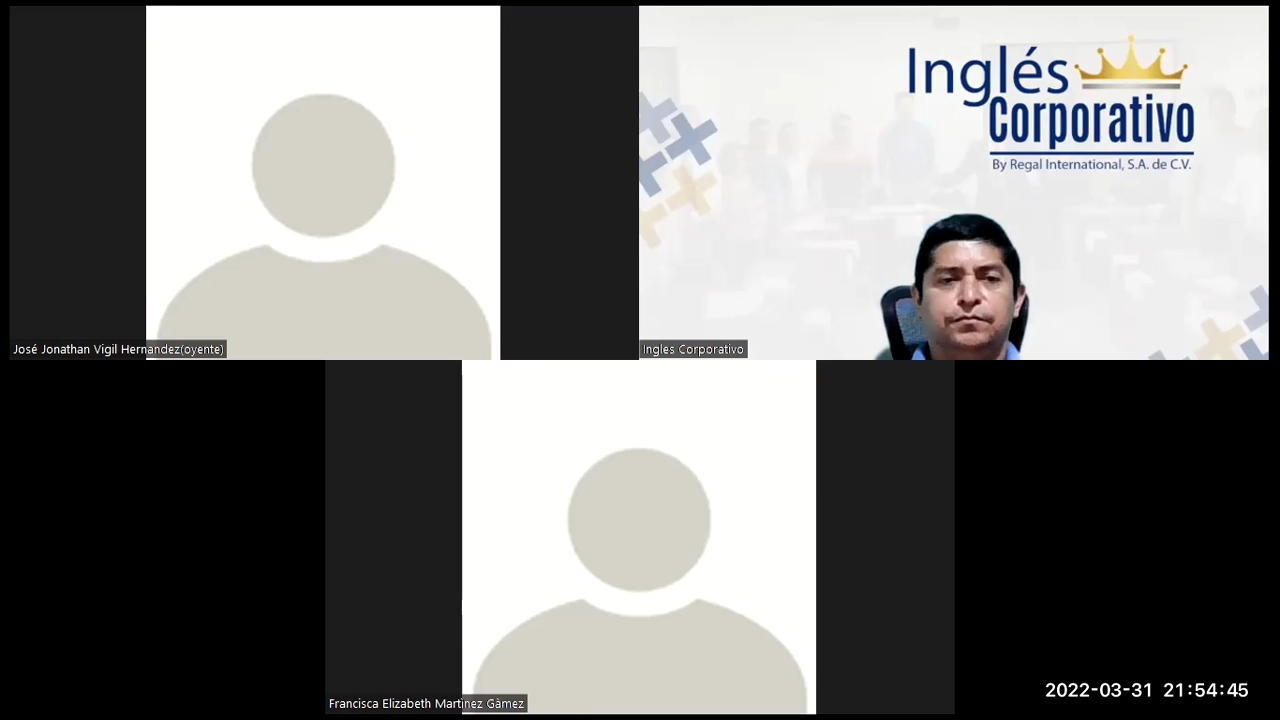 Inglés
Corporativo
By Regal International, S.A. de C.V.
José Jonathan Vigil Hernandez(oyente)
Ingles Corporativo
Francisca Elizabeth Martìnez Gàmez
2022-03-31 21:54:45